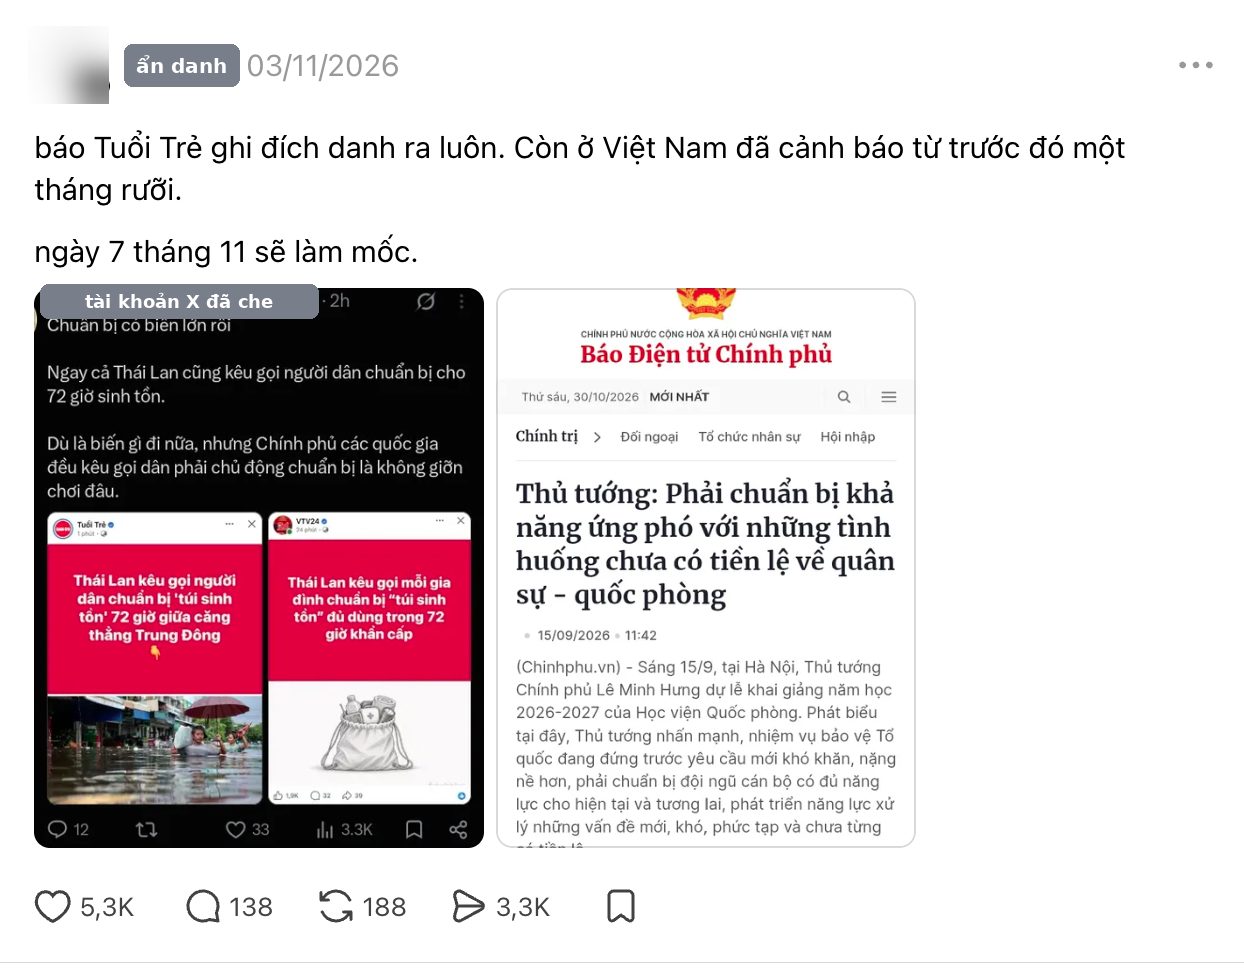 ẩn danh 03/11/2026
báo Tuổi Trẻ ghi đích danh ra luôn. Còn ở Việt Nam đã cảnh báo từ trước đó một
tháng rưỡi.
ngày 7 tháng 11 sẽ làm mốc.
tài khoản X đã che · 2h
Chuẩn bị có biến lớn rồi
Ngay cả Thái Lan cũng kêu gọi người dân chuẩn bị cho
72 giờ sinh tồn.
Dù là biến gì đi nữa, nhưng Chính phủ các quốc gia
đều kêu gọi dân phải chủ động chuẩn bị là không giỡn
chơi đâu.
Tuổi Trẻ
1 phút ·
Thái Lan kêu gọi người
dân chuẩn bị 'túi sinh
tồn' 72 giờ giữa căng
thẳng Trung Đông
VTV24
24 phút ·
Thái Lan kêu gọi mỗi gia
đình chuẩn bị “túi sinh
tồn” đủ dùng trong 72
giờ khẩn cấp
1,9K 32 39
12 33 3.3K
CHÍNH PHỦ NƯỚC CỘNG HÒA XÃ HỘI CHỦ NGHĨA VIỆT NAM
Báo Điện tử Chính phủ
Thứ sáu, 30/10/2026 MỚI NHẤT
Chính trị > Đối ngoại Tổ chức nhân sự Hội nhập
Thủ tướng: Phải chuẩn bị khả
năng ứng phó với những tình
huống chưa có tiền lệ về quân
sự - quốc phòng
15/09/2026 • 11:42
(Chinhphu.vn) - Sáng 15/9, tại Hà Nội, Thủ tướng
Chính phủ Lê Minh Hưng dự lễ khai giảng năm học
2026-2027 của Học viện Quốc phòng. Phát biểu
tại đây, Thủ tướng nhấn mạnh, nhiệm vụ bảo vệ Tổ
quốc đang đứng trước yêu cầu mới khó khăn, nặng
nề hơn, phải chuẩn bị đội ngũ cán bộ có đủ năng
lực cho hiện tại và tương lai, phát triển năng lực xử
lý những vấn đề mới, khó, phức tạp và chưa từng
5,3K 138 188 3,3K